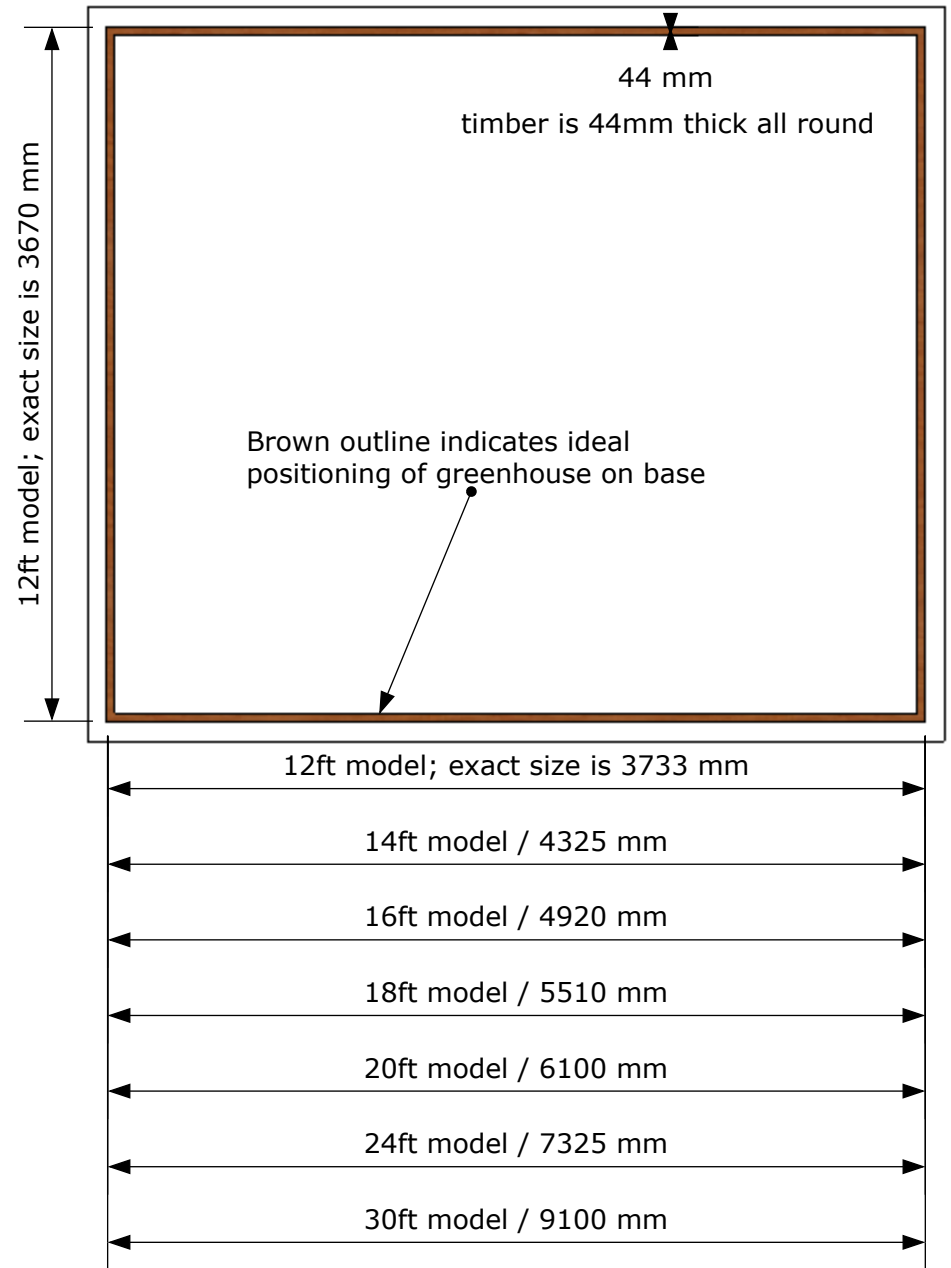 44 mm
timber is 44mm thick all round
12ft model; exact size is 3670 mm
Brown outline indicates ideal
positioning of greenhouse on base
12ft model; exact size is 3733 mm
14ft model / 4325 mm
16ft model / 4920 mm
18ft model / 5510 mm
20ft model / 6100 mm
24ft model / 7325 mm
30ft model / 9100 mm